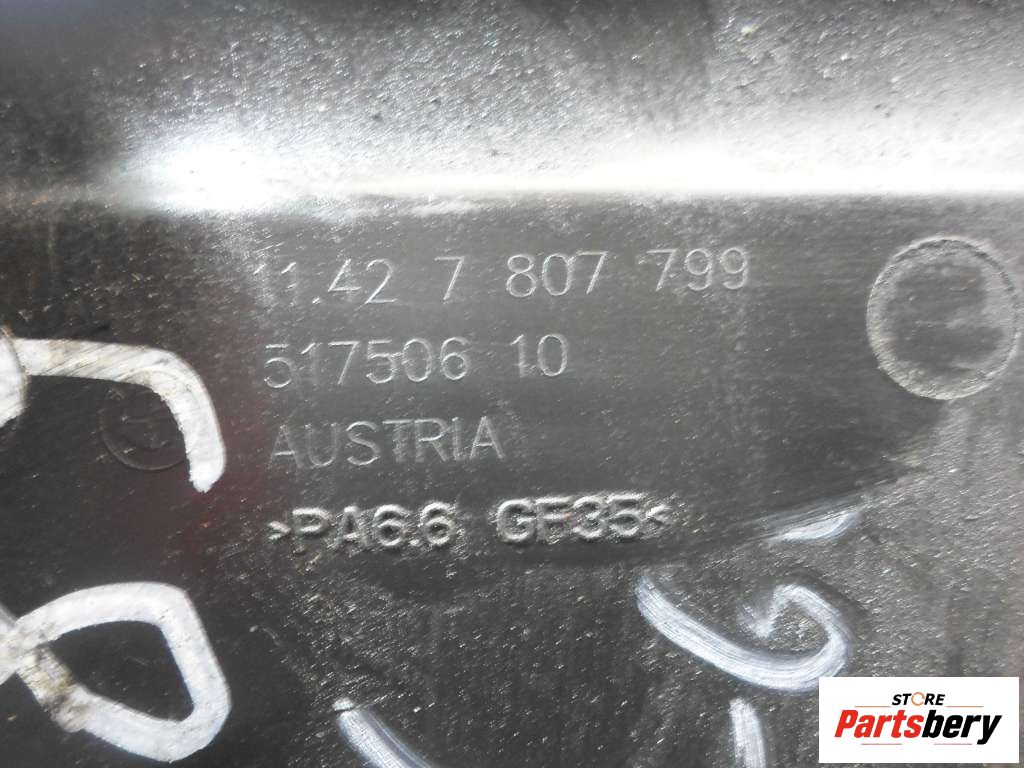 11.42 7 807 799
517506 10
AUSTRIA
>PA6.6 GF35<
STORE
Partsbery